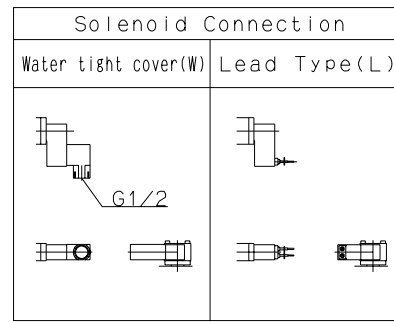 Solenoid Connection
Water tight cover(W)
Lead Type(L)
G1/2